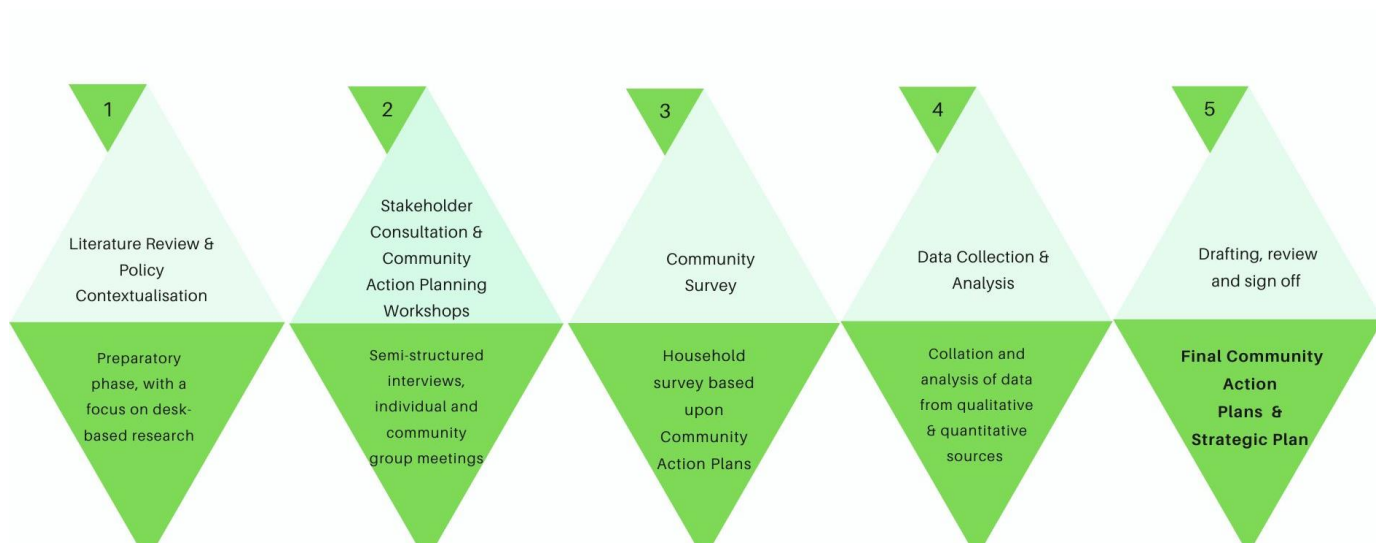 1
Literature Review &
Policy
Contextualisation
Preparatory
phase, with a
focus on desk-
based research
2
Stakeholder
Consultation &
Community
Action Planning
Workshops
Semi-structured
interviews,
individual and
community
group meetings
3
Community
Survey
Household
survey based
upon
Community
Action Plans
4
Data Collection &
Analysis
Collation and
analysis of data
from qualitative
& quantitative
sources
5
Drafting, review
and sign off
Final Community
Action
Plans &
Strategic Plan